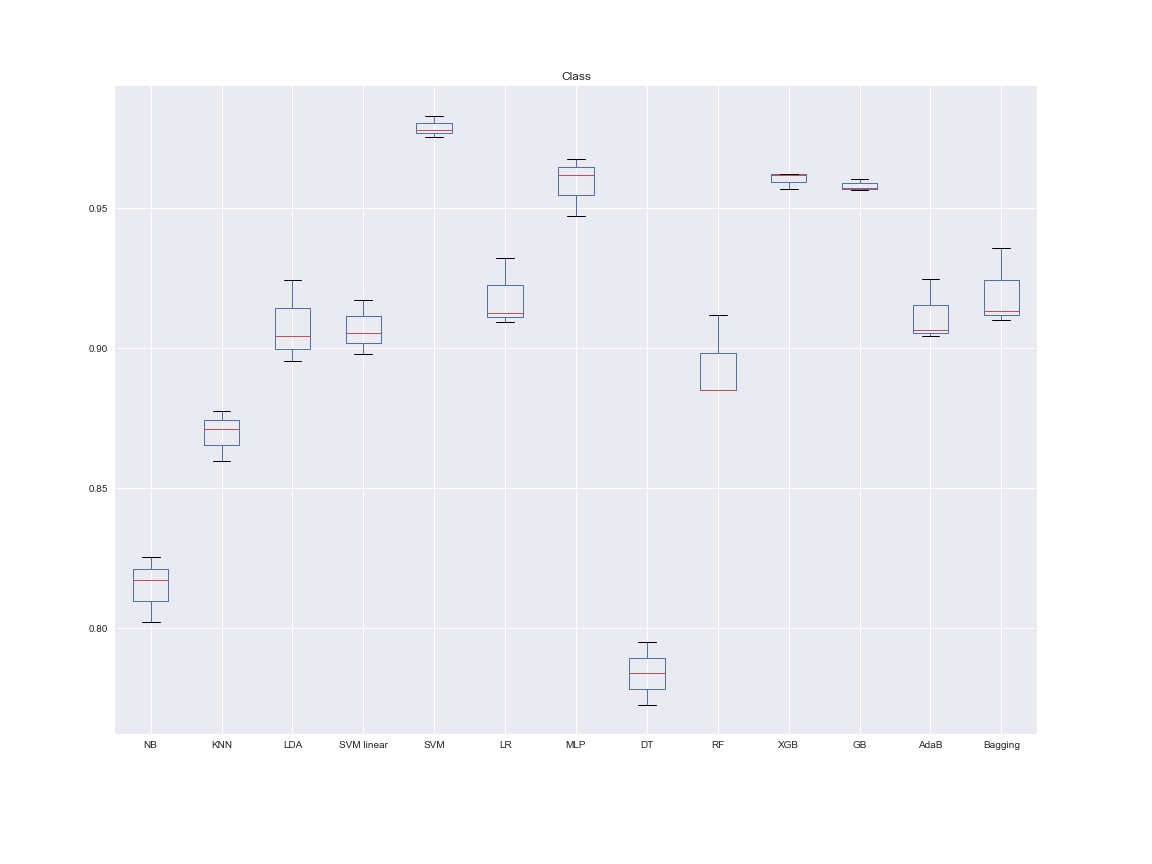 Class
0.95
0.90
0.85
0.80
NB KNN LDA SVM linear SVM LR MLP DT RF XGB GB AdaB Bagging